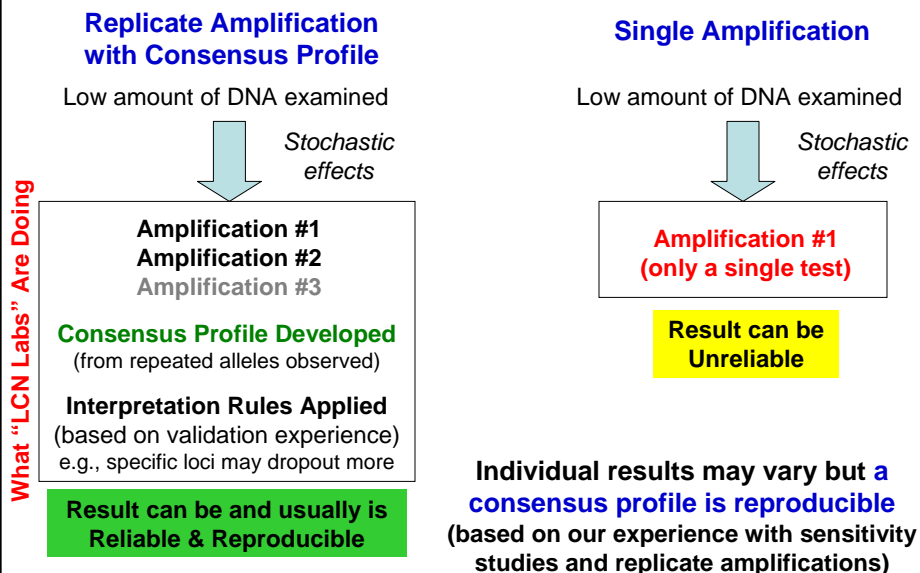 Replicate Amplification
with Consensus Profile
Low amount of DNA examined
Stochastic
effects
What “LCN Labs” Are Doing
Amplification #1
Amplification #2
Amplification #3
Consensus Profile Developed
(from repeated alleles observed)
Interpretation Rules Applied
(based on validation experience)
e.g., specific loci may dropout more
Result can be and usually is
Reliable & Reproducible
Single Amplification
Low amount of DNA examined
Stochastic
effects
Amplification #1
(only a single test)
Result can be
Unreliable
Individual results may vary but a
consensus profile is reproducible
(based on our experience with sensitivity
studies and replicate amplifications)